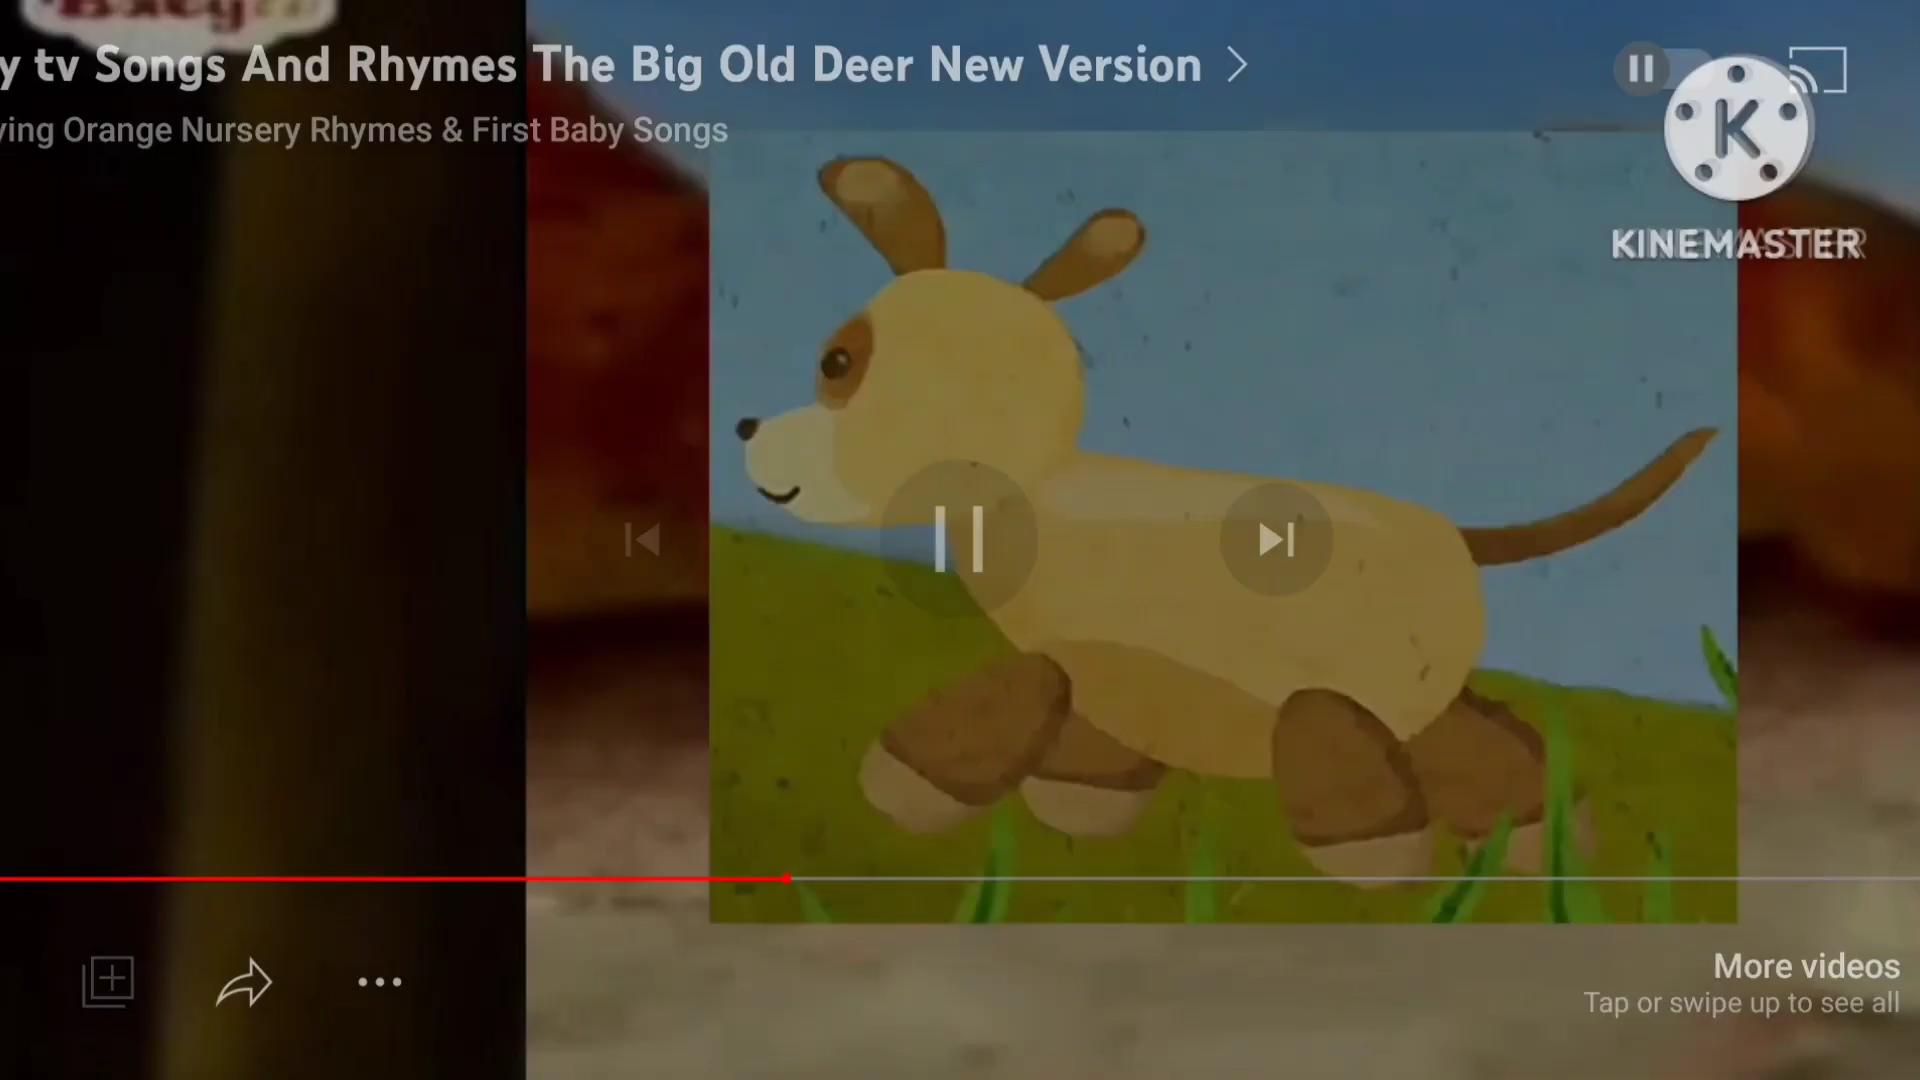 y tv Songs And Rhymes The Big Old Deer New Version
ying Orange Nursery Rhymes & First Baby Songs
K
KINEMASTER
More videos
Tap or swipe up to see all